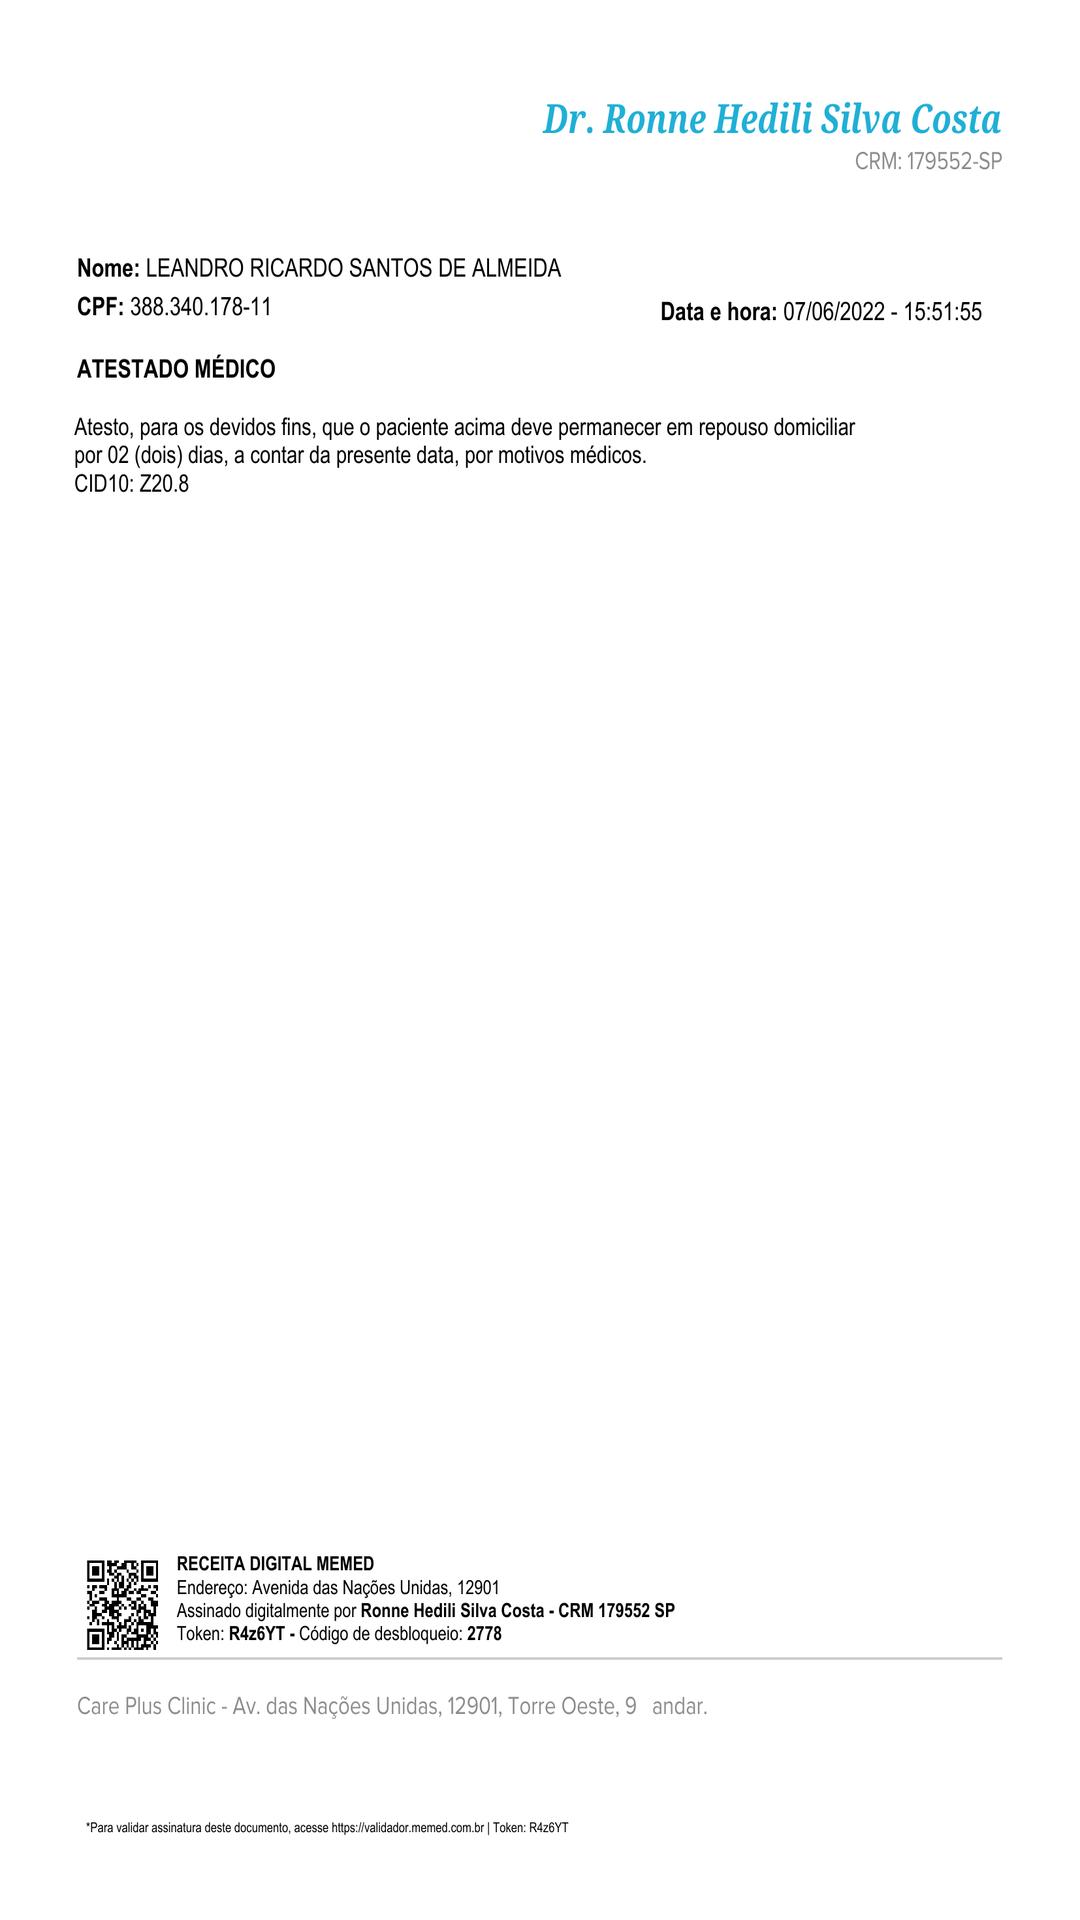 Dr. Ronne Hedili Silva Costa
CRM: 179552-SP
Nome: LEANDRO RICARDO SANTOS DE ALMEIDA
CPF: 388.340.178-11
Data e hora: 07/06/2022 - 15:51:55
ATESTADO MÉDICO
Atesto, para os devidos fins, que o paciente acima deve permanecer em repouso domiciliar
por 02 (dois) dias, a contar da presente data, por motivos médicos.
CID10: Z20.8
RECEITA DIGITAL MEMED
Endereço: Avenida das Nações Unidas, 12901
Assinado digitalmente por Ronne Hedili Silva Costa - CRM 179552 SP
Token: R4z6YT - Código de desbloqueio: 2778
Care Plus Clinic - Av. das Nações Unidas, 12901, Torre Oeste, 9 andar.
*Para validar assinatura deste documento, acesse https://validador.memed.com.br | Token: R4z6YT